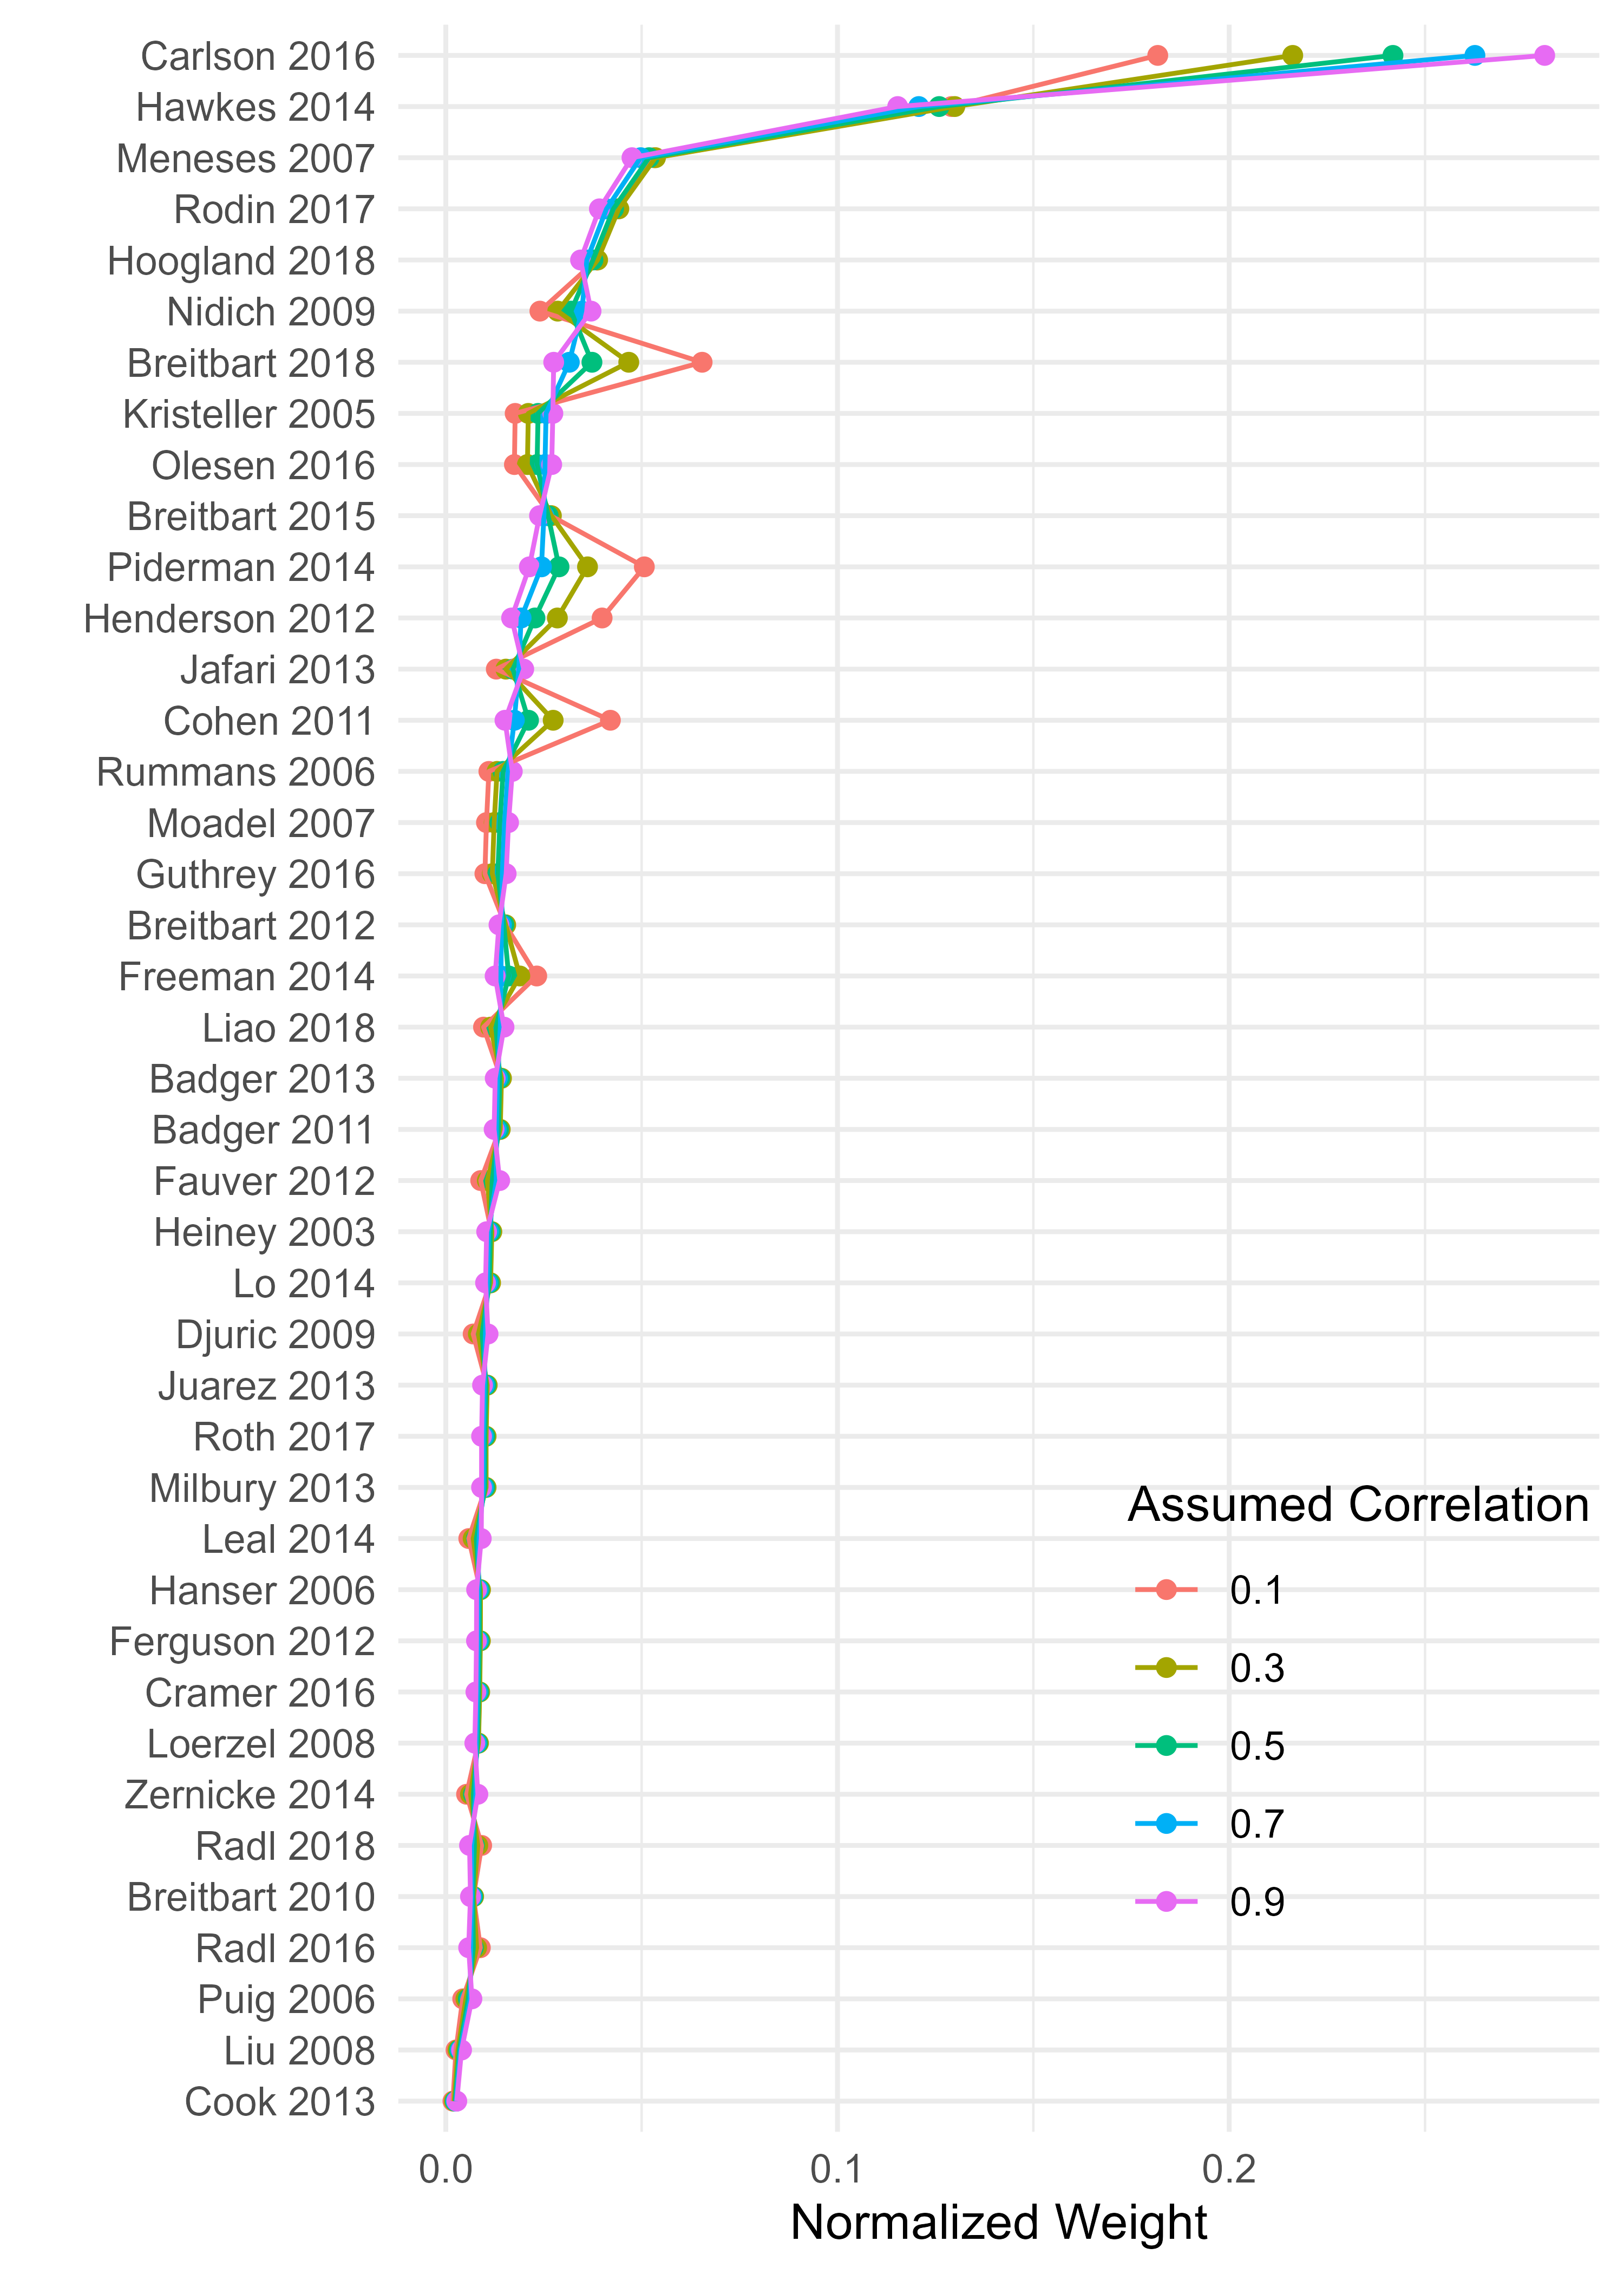 Carlson 2016
Hawkes 2014
Meneses 2007
Rodin 2017
Hoogland 2018
Nidich 2009
Breitbart 2018
Kristeller 2005
Olesen 2016
Breitbart 2015
Piderman 2014
Henderson 2012
Jafari 2013
Cohen 2011
Rummans 2006
Moadel 2007
Guthrey 2016
Breitbart 2012
Freeman 2014
Liao 2018
Badger 2013
Badger 2011
Fauver 2012
Heiney 2003
Lo 2014
Djuric 2009
Juarez 2013
Roth 2017
Milbury 2013
Leal 2014
Hanser 2006
Ferguson 2012
Cramer 2016
Loerzel 2008
Zernicke 2014
Radl 2018
Breitbart 2010
Radl 2016
Puig 2006
Liu 2008
Cook 2013
Assumed Correlation
0.1
0.3
0.5
0.7
0.9
0.0 0.1 0.2
Normalized Weight